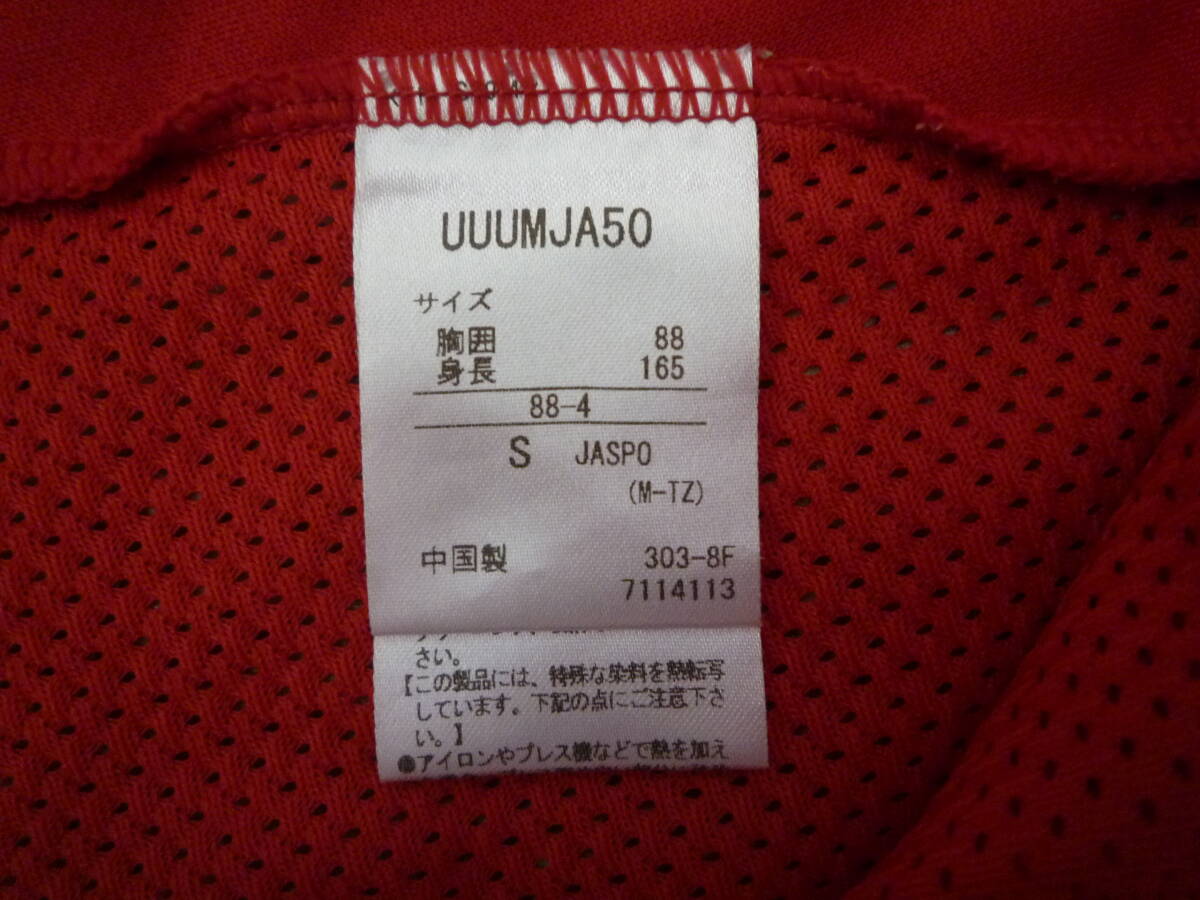 UUUMJA50
サイズ
胸囲 88
身長 165
88-4
S JASPO
(M-TZ)
中国製 303-8F
7114113
さい。
【この製品には、特殊な染料を熱転写
しています。下記の点にご注意下さ
い。】
●アイロンやプレス機などで熱を加え